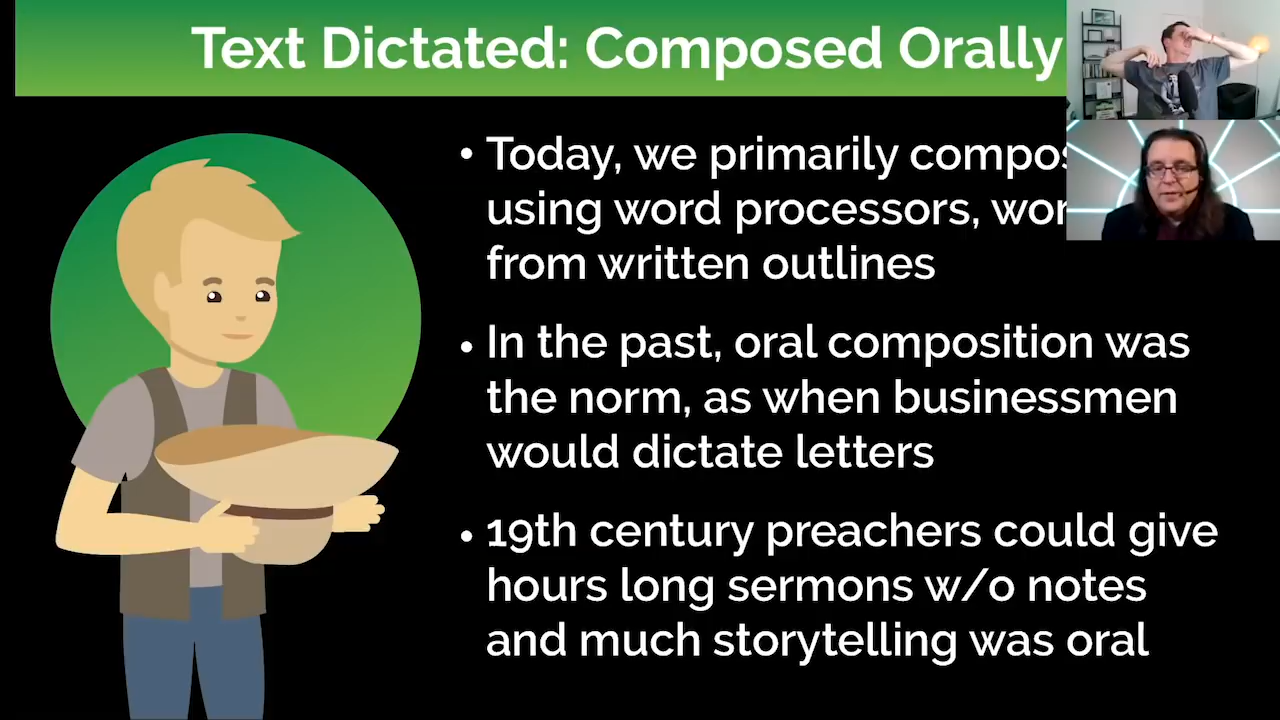 Text Dictated: Composed Orally
• Today, we primarily compos
using word processors, wor
from written outlines
• In the past, oral composition was
the norm, as when businessmen
would dictate letters
• 19th century preachers could give
hours long sermons w/o notes
and much storytelling was oral